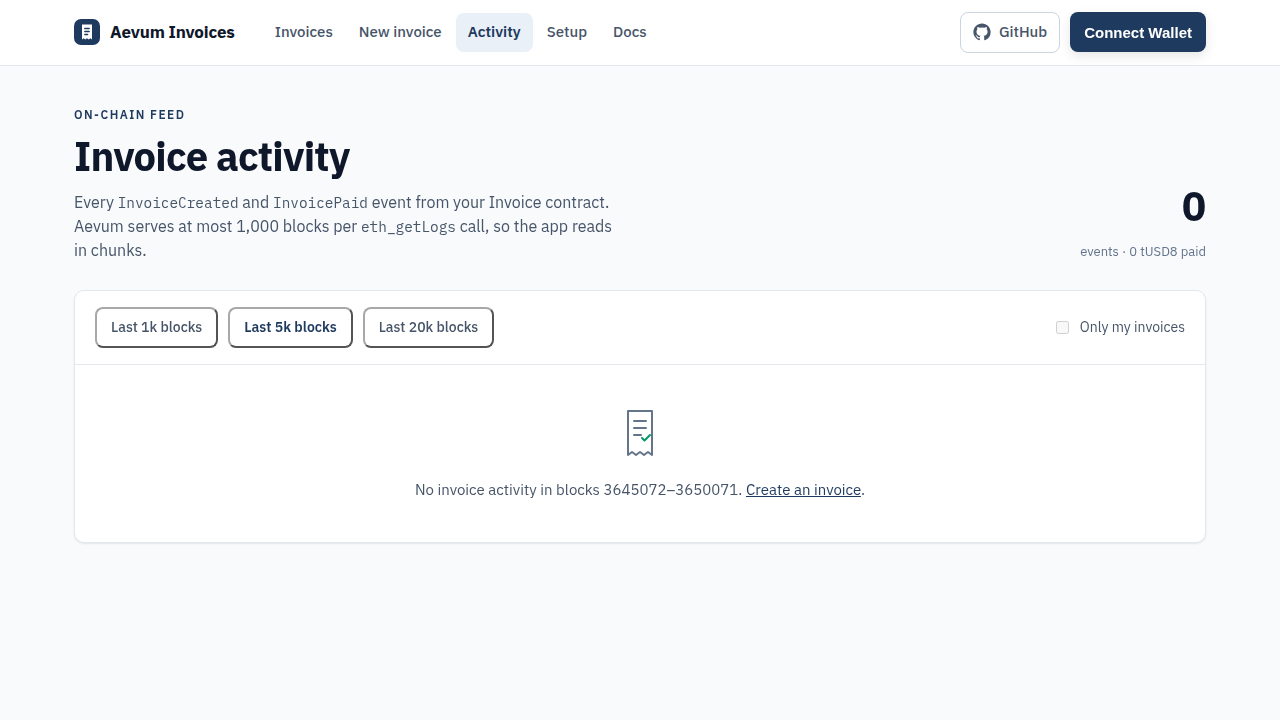 Aevum Invoices
Invoices
New invoice
Activity
Setup
Docs
GitHub
Connect Wallet
ON-CHAIN FEED
Invoice activity
Every InvoiceCreated and InvoicePaid event from your Invoice contract.
Aevum serves at most 1,000 blocks per eth_getLogs call, so the app reads
in chunks.
0
events · 0 tUSD8 paid
Last 1k blocks
Last 5k blocks
Last 20k blocks
Only my invoices
No invoice activity in blocks 3645072–3650071. Create an invoice.